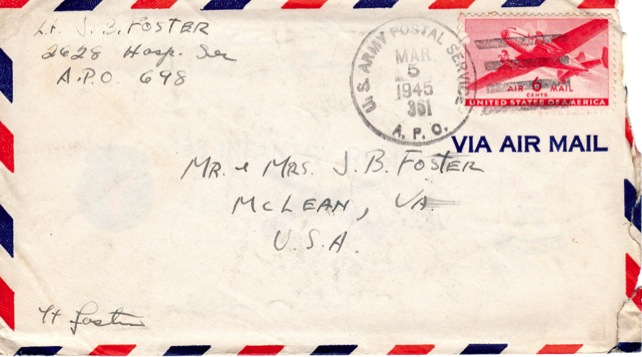 Lt. J. B. FOSTER
2628 Hosp. Sec
A.P.O. 698
U.S. ARMY POSTAL SERVICE
MAR
5
1945
361
A. P. O.
AIR 6 MAIL
CENTS
UNITED STATES OF AMERICA
VIA AIR MAIL
MR. & MRS. J. B. FOSTER
MCLEAN, VA.
U.S.A.
Lt Foster